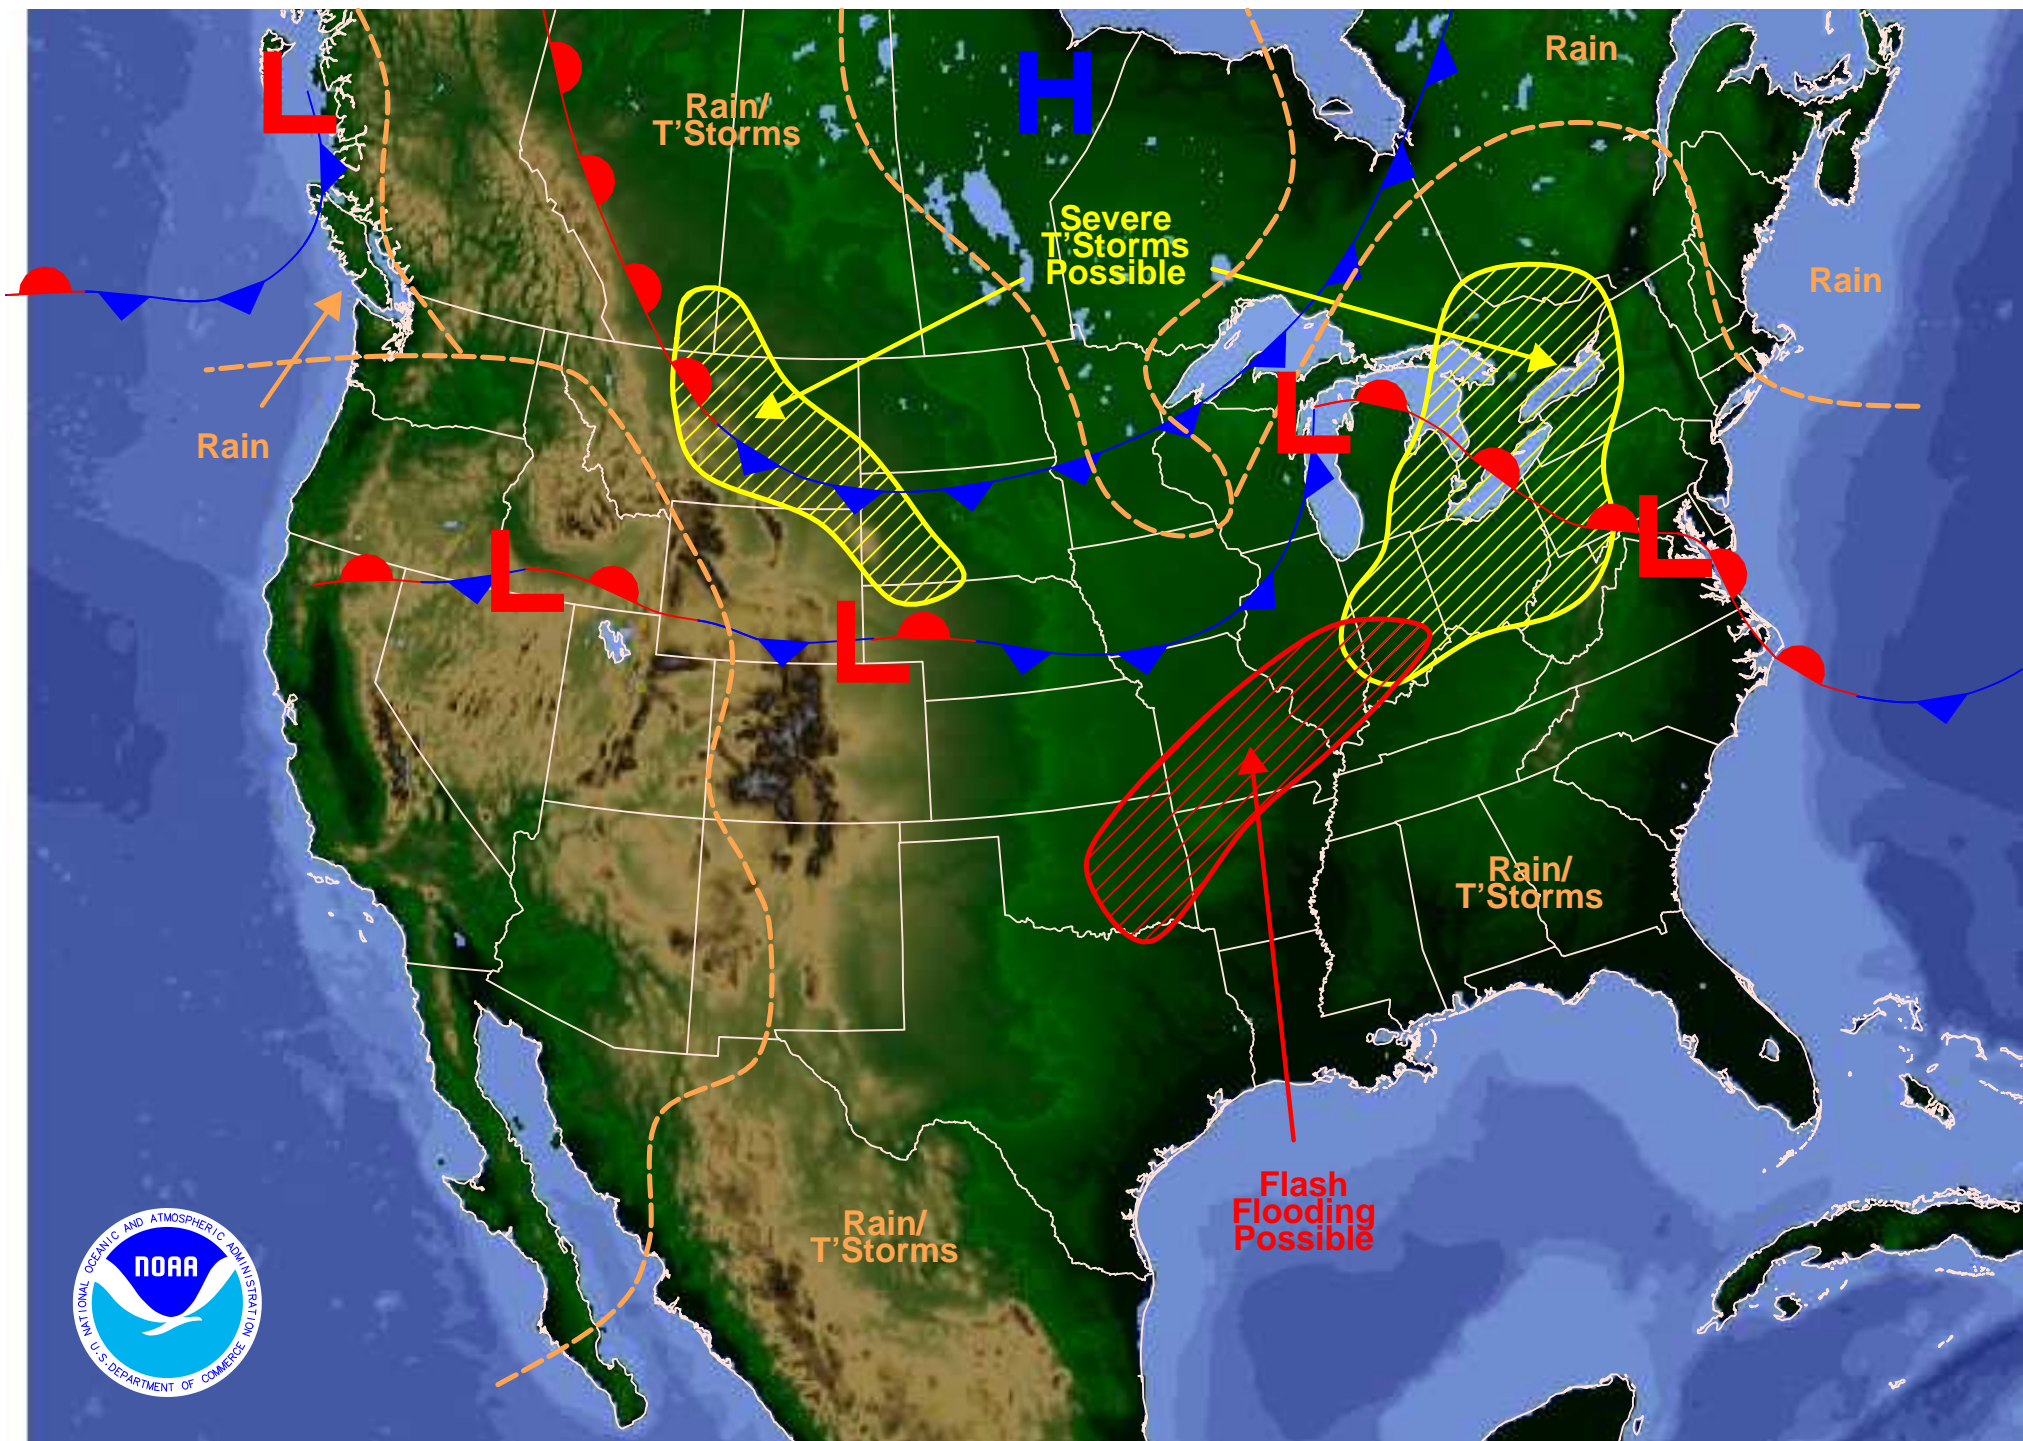 Rain
L
H
Rain/
T'Storms
Severe
T'Storms
Possible
Rain
Rain
L
L
L
L
L
Rain/
T'Storms
Flash
Flooding
Possible
Rain/
T'Storms
NATIONAL OCEANIC AND ATMOSPHERIC ADMINISTRATION
NOAA
U.S. DEPARTMENT OF COMMERCE